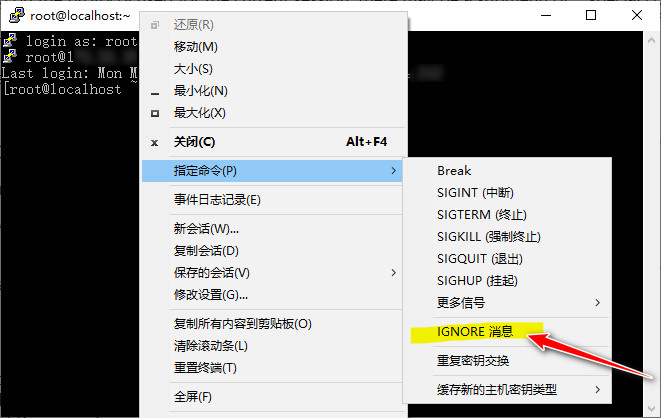 root@localhost:~
login as: root
root@1
Last login: Mon M
[root@localhost ~
还原(R)
移动(M)
大小(S)
最小化(N)
最大化(X)
关闭(C) Alt+F4
指定命令(P)
事件日志记录(E)
新会话(W)...
复制会话(D)
保存的会话(V)
修改设置(G)...
复制所有内容到剪贴板(O)
清除滚动条(L)
重置终端(T)
全屏(F)
Break
SIGINT (中断)
SIGTERM (终止)
SIGKILL (强制终止)
SIGQUIT (退出)
SIGHUP (挂起)
更多信号
IGNORE 消息
重复密钥交换
缓存新的主机密钥类型